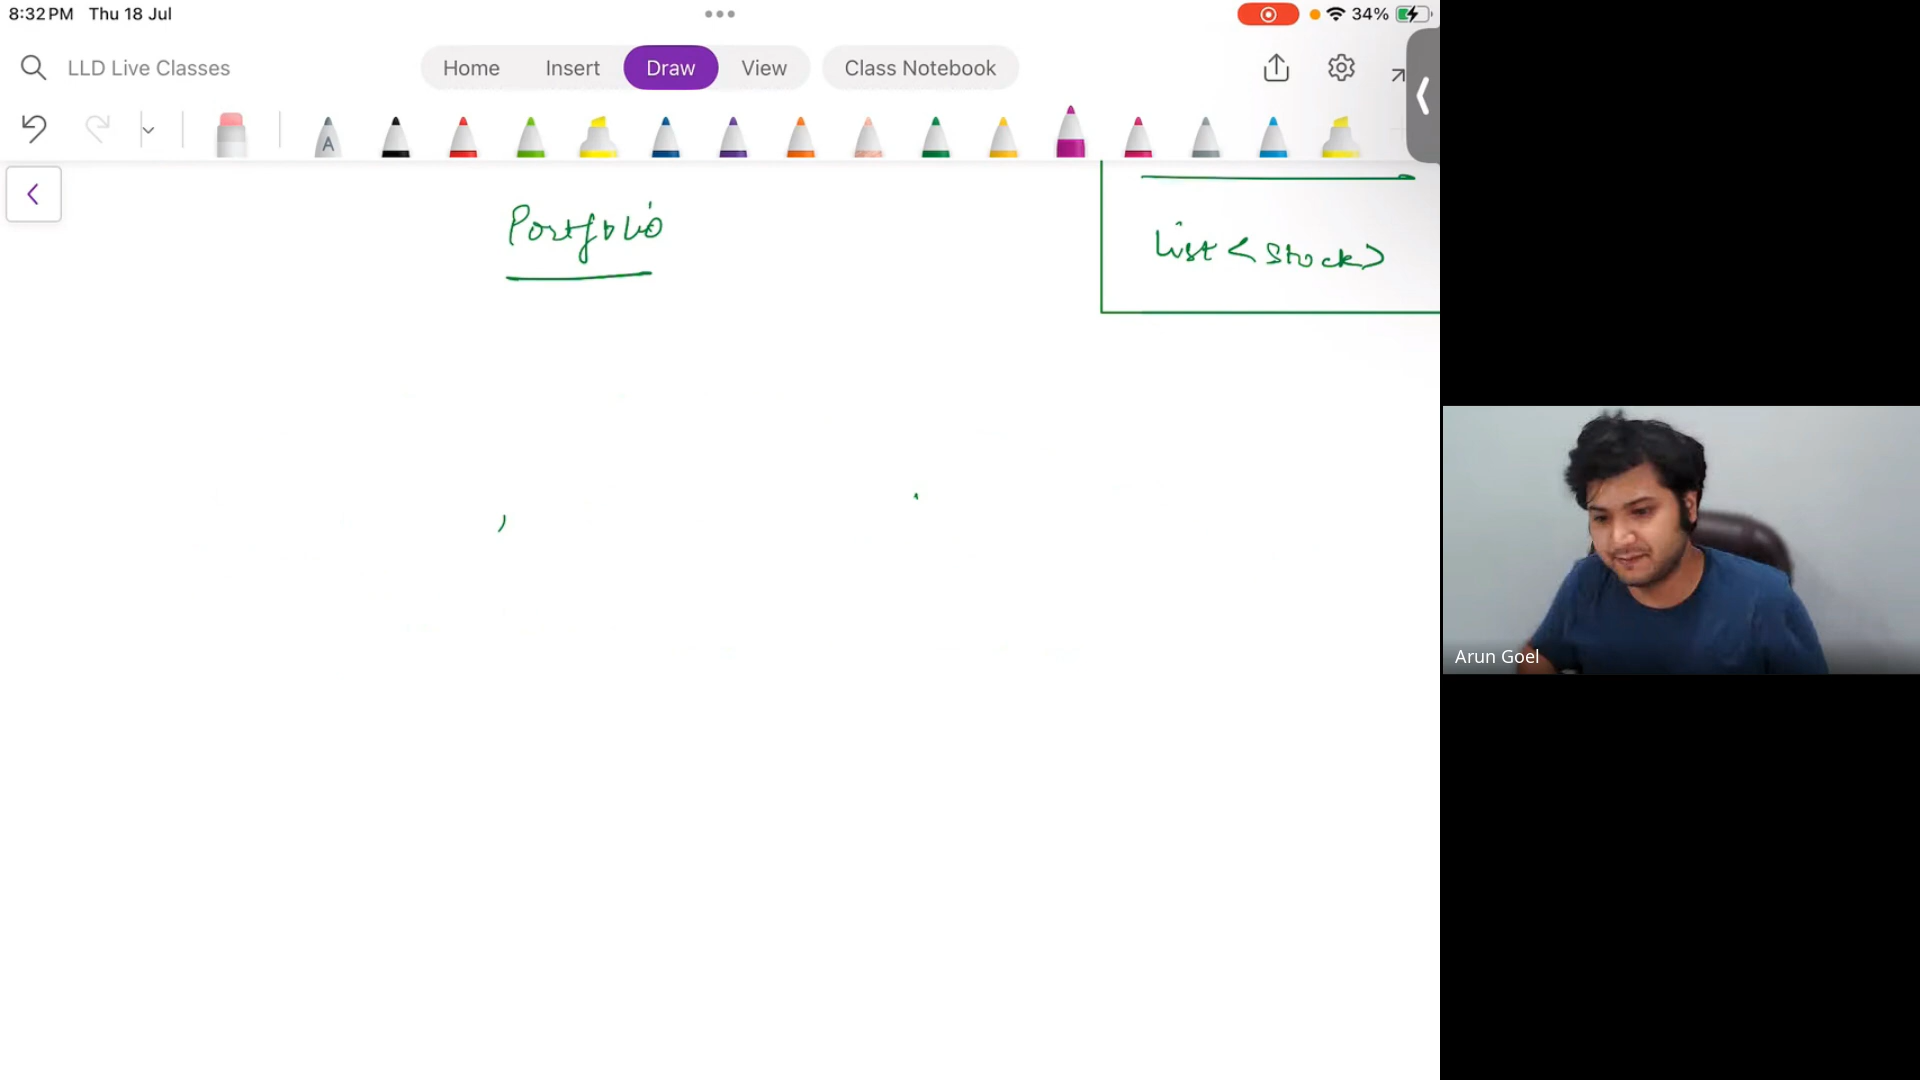 8:32 PM Thu 18 Jul
34%
LLD Live Classes
Home Insert Draw View Class Notebook
A
Portfolio
List<Stock>
Arun Goel